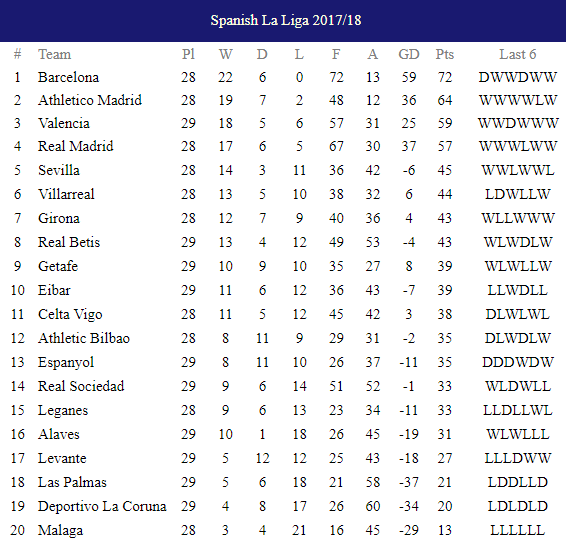 Spanish La Liga 2017/18
# Team Pl W D L F A GD Pts Last 6
1 Barcelona 28 22 6 0 72 13 59 72 DWWDWW
2 Athletico Madrid 28 19 7 2 48 12 36 64 WWWWLW
3 Valencia 29 18 5 6 57 31 25 59 WWDWWW
4 Real Madrid 28 17 6 5 67 30 37 57 WWWLWW
5 Sevilla 28 14 3 11 36 42 -6 45 WWLWWL
6 Villarreal 28 13 5 10 38 32 6 44 LDWLLW
7 Girona 28 12 7 9 40 36 4 43 WLLWWW
8 Real Betis 29 13 4 12 49 53 -4 43 WLWDLW
9 Getafe 29 10 9 10 35 27 8 39 WLWLLW
10 Eibar 29 11 6 12 36 43 -7 39 LLWDLL
11 Celta Vigo 28 11 5 12 45 42 3 38 DLWLWL
12 Athletic Bilbao 28 8 11 9 29 31 -2 35 DLWDLW
13 Espanyol 29 8 11 10 26 37 -11 35 DDDWDW
14 Real Sociedad 29 9 6 14 51 52 -1 33 WLDWLL
15 Leganes 28 9 6 13 23 34 -11 33 LLDLLWL
16 Alaves 29 10 1 18 26 45 -19 31 WLWLLL
17 Levante 29 5 12 12 25 43 -18 27 LLLDWW
18 Las Palmas 29 5 6 18 21 58 -37 21 LDDLLD
19 Deportivo La Coruna 29 4 8 17 26 60 -34 20 LDLDLD
20 Malaga 28 3 4 21 16 45 -29 13 LLLLLL